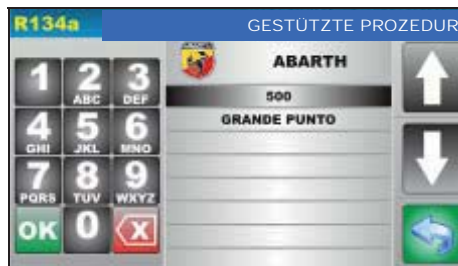 R134a GESTÜTZTE PROZEDUR
ABARTH
500
GRANDE PUNTO
1 2 ABC 3 DEF
4 GHI 5 JKL 6 MNO
7 PQRS 8 TUV 9 WXYZ
OK 0 X